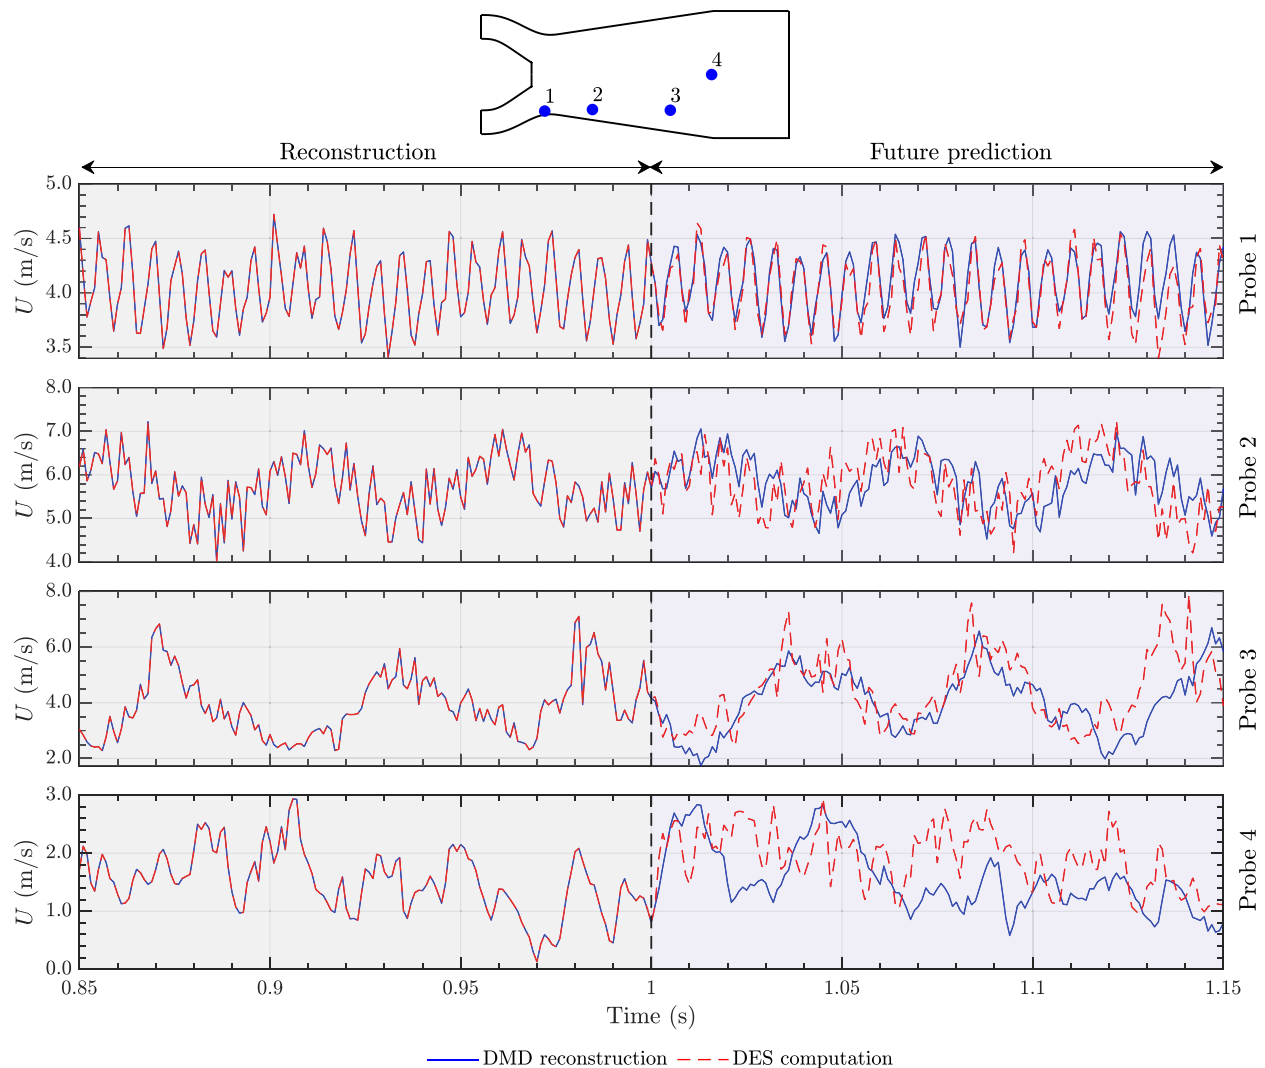 1
2
3
4
Reconstruction
Future prediction
5.0
4.5
4.0
3.5
U (m/s)
Probe 1
8.0
7.0
6.0
5.0
4.0
U (m/s)
Probe 2
8.0
6.0
4.0
2.0
U (m/s)
Probe 3
3.0
2.0
1.0
0.0
U (m/s)
Probe 4
0.85
0.9
0.95
1
1.05
1.1
1.15
Time (s)
DMD reconstruction
DES computation